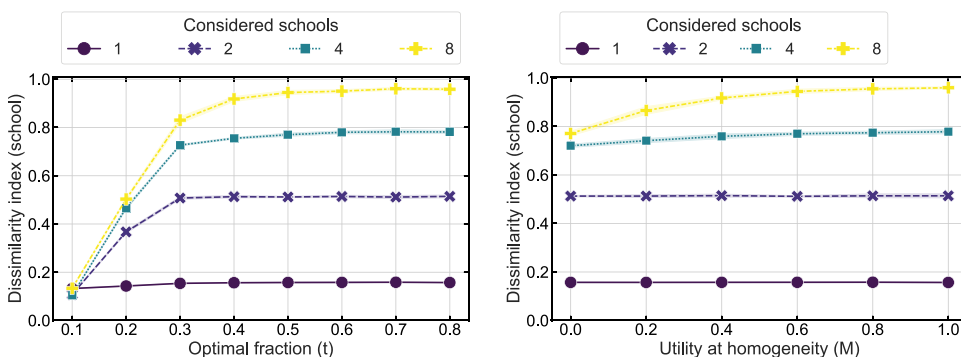 Considered schools
1 2 4 8
Dissimilarity index (school)
1.0
0.8
0.6
0.4
0.2
0.0
0.1 0.2 0.3 0.4 0.5 0.6 0.7 0.8
Optimal fraction (t)
Considered schools
1 2 4 8
Dissimilarity index (school)
1.0
0.8
0.6
0.4
0.2
0.0
0.0 0.2 0.4 0.6 0.8 1.0
Utility at homogeneity (M)